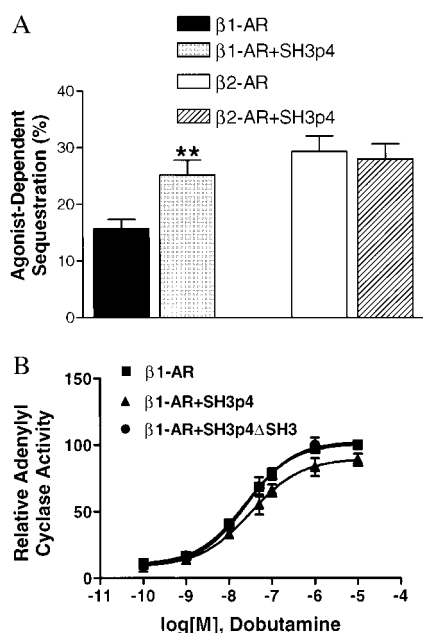 A
β1-AR
β1-AR+SH3p4
β2-AR
β2-AR+SH3p4
Agonist-Dependent
Sequestration (%)
40
30
20
10
0
**
B
β1-AR
β1-AR+SH3p4
β1-AR+SH3p4ΔSH3
Relative Adenylyl
Cyclase Activity
150
100
50
0
-11 -10 -9 -8 -7 -6 -5 -4
log[M], Dobutamine